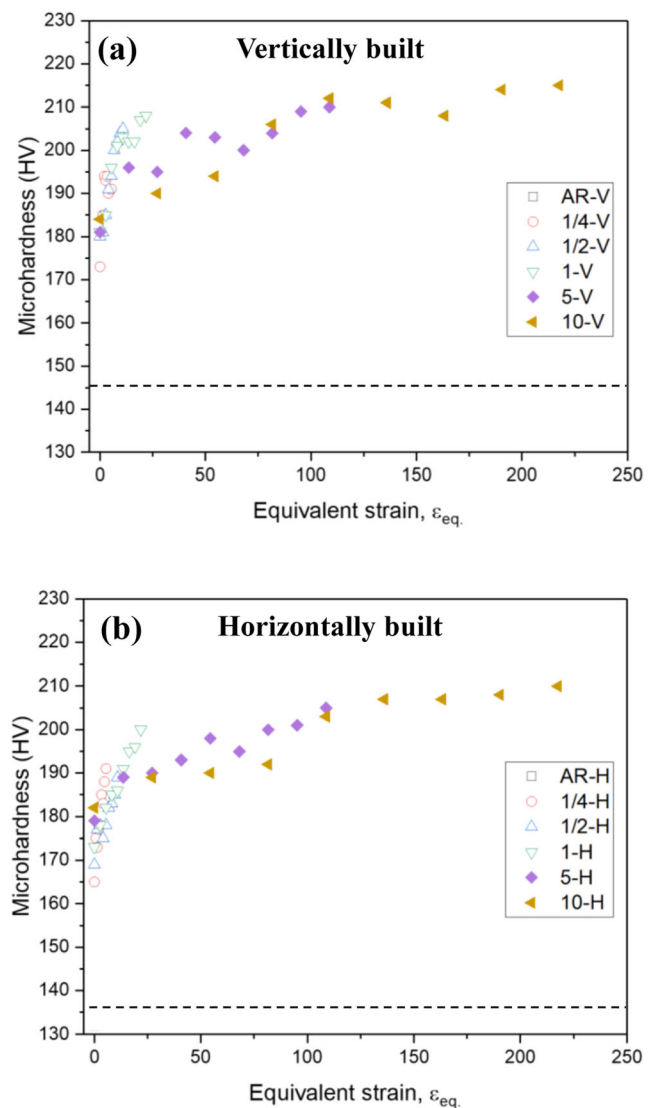 (a) Vertically built
230
220
210
200
190
180
170
160
150
140
130
Microhardness (HV)
AR-V
1/4-V
1/2-V
1-V
5-V
10-V
0 50 100 150 200 250
Equivalent strain, εeq.
(b) Horizontally built
230
220
210
200
190
180
170
160
150
140
130
Microhardness (HV)
AR-H
1/4-H
1/2-H
1-H
5-H
10-H
0 50 100 150 200 250
Equivalent strain, εeq.